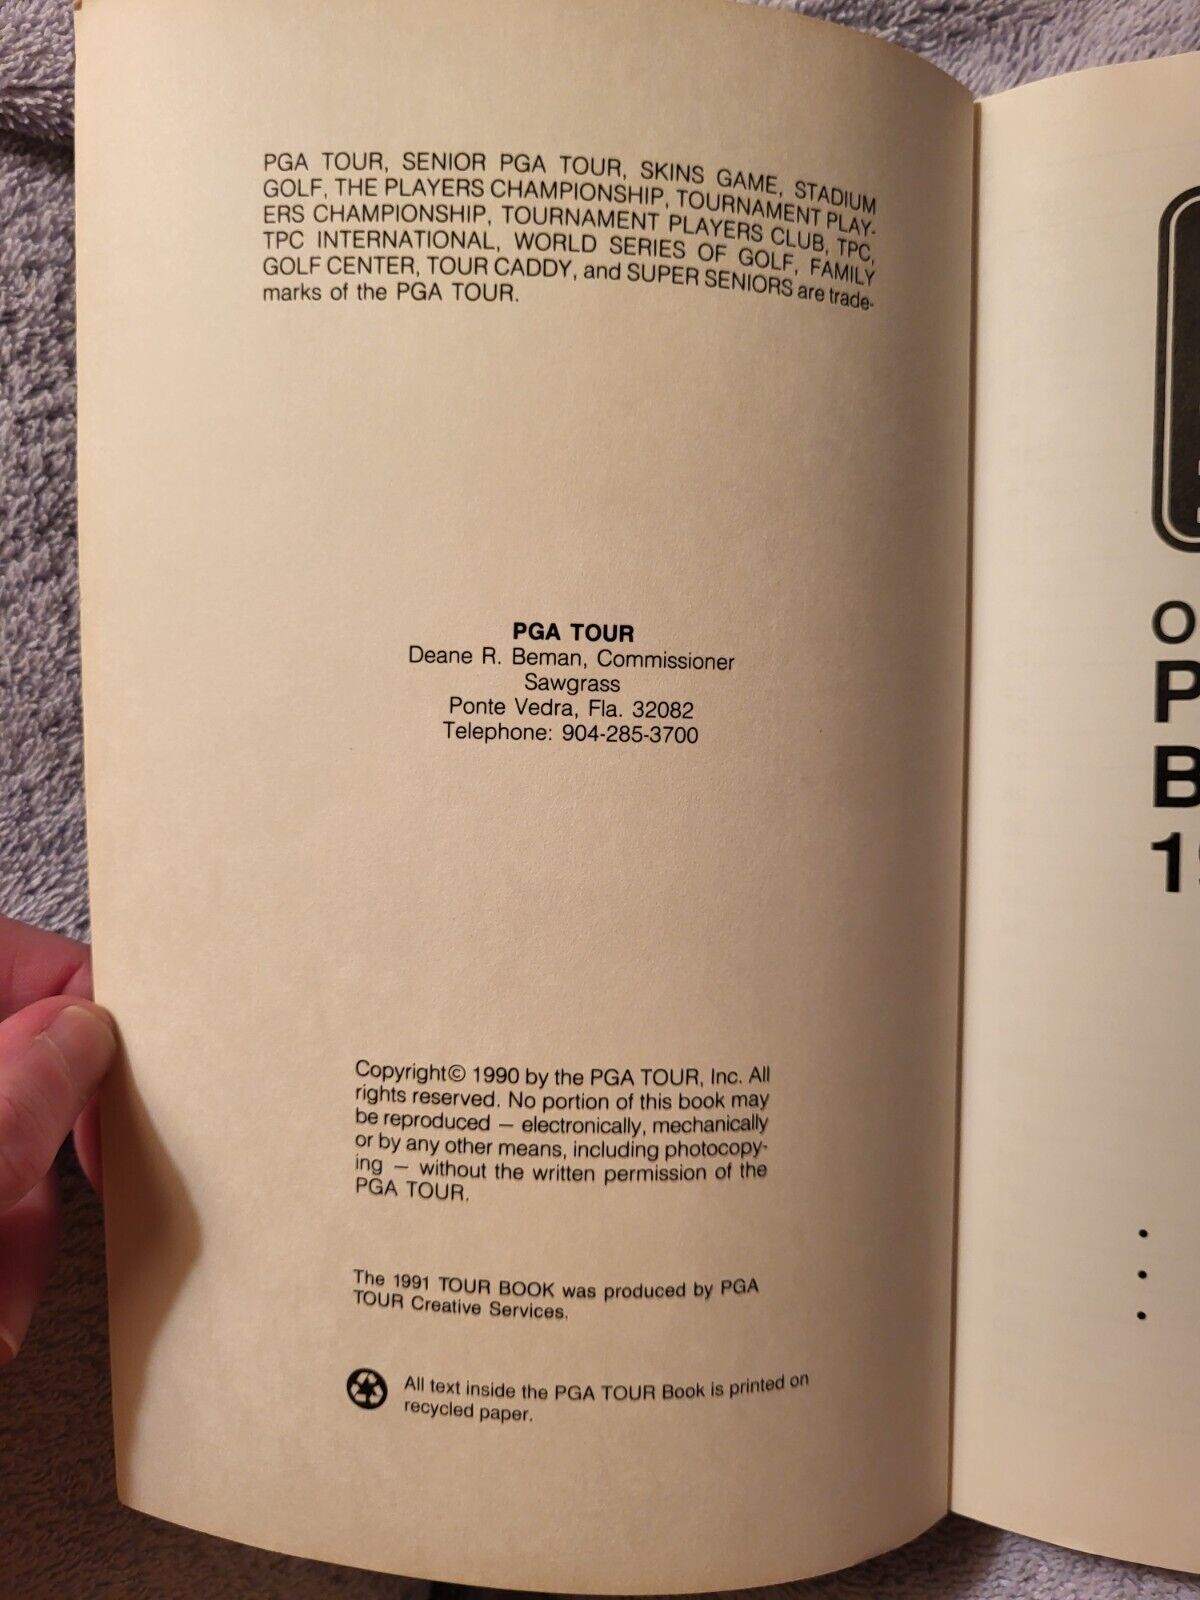 PGA TOUR, SENIOR PGA TOUR, SKINS GAME, STADIUM
GOLF, THE PLAYERS CHAMPIONSHIP, TOURNAMENT PLAY-
ERS CHAMPIONSHIP, TOURNAMENT PLAYERS CLUB, TPC,
TPC INTERNATIONAL, WORLD SERIES OF GOLF, FAMILY
GOLF CENTER, TOUR CADDY, and SUPER SENIORS are trade-
marks of the PGA TOUR.
PGA TOUR
Deane R. Beman, Commissioner
Sawgrass
Ponte Vedra, Fla. 32082
Telephone: 904-285-3700
Copyright© 1990 by the PGA TOUR, Inc. All
rights reserved. No portion of this book may
be reproduced — electronically, mechanically
or by any other means, including photocopy-
ing — without the written permission of the
PGA TOUR.
The 1991 TOUR BOOK was produced by PGA
TOUR Creative Services.
All text inside the PGA TOUR Book is printed on
recycled paper.
O
P
B
1